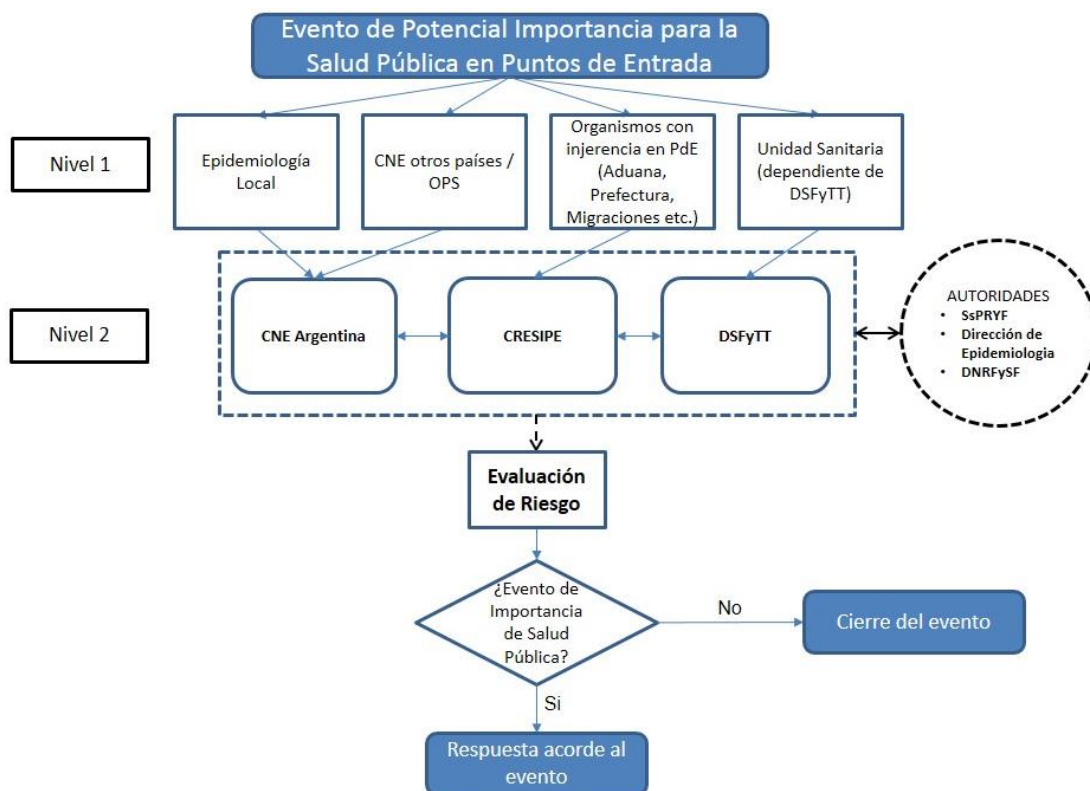 Evento de Potencial Importancia para la
Salud Pública en Puntos de Entrada
Nivel 1
Epidemiología
Local
CNE otros países /
OPS
Organismos con
injerencia en PdE
(Aduana,
Prefectura,
Migraciones etc.)
Unidad Sanitaria
(dependiente de
DSFyTT)
Nivel 2
CNE Argentina
CRESIPE
DSFyTT
AUTORIDADES
• SsPRYF
• Dirección de
Epidemiologia
• DNRFySF
Evaluación
de Riesgo
¿Evento de
Importancia
de Salud
Pública?
No
Cierre del evento
Si
Respuesta acorde al
evento